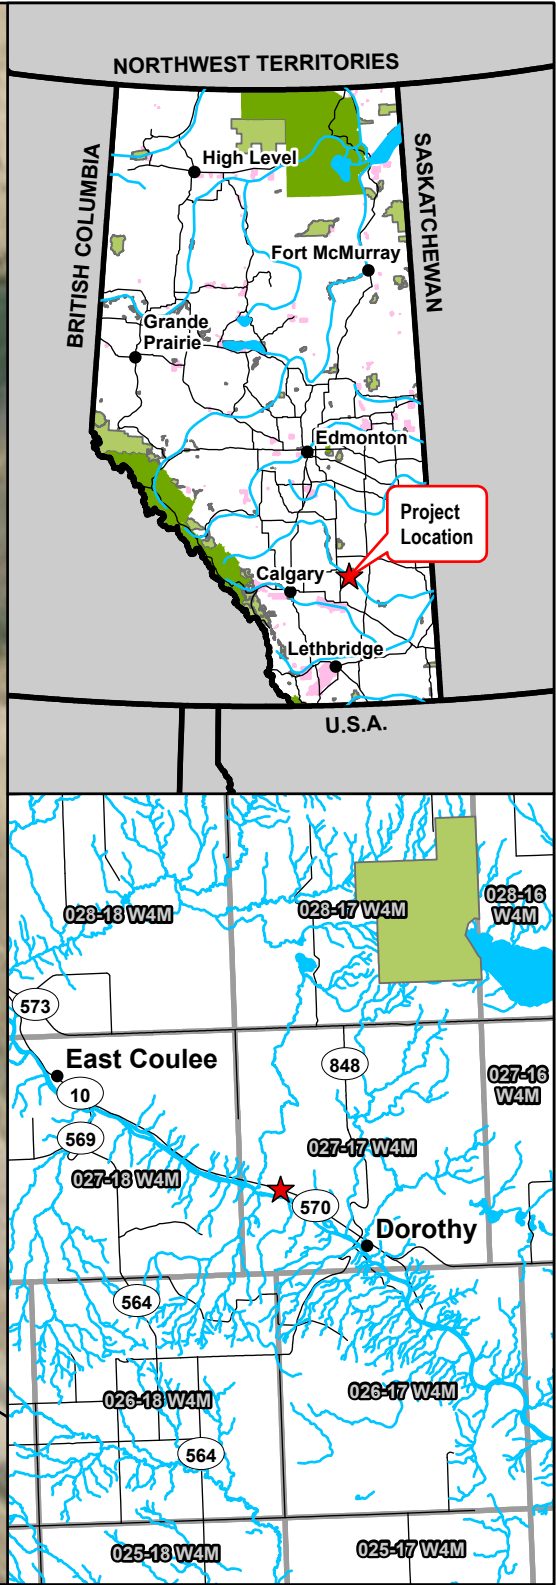 NORTHWEST TERRITORIES
BRITISH COLUMBIA
SASKATCHEWAN
High Level
Fort McMurray
Grande
Prairie
Edmonton
Project
Location
Calgary
Lethbridge
U.S.A.
028-18 W4M
028-17 W4M
028-16
W4M
573
East Coulee
10
848
027-16
W4M
569
027-17 W4M
027-18 W4M
570
Dorothy
564
026-18 W4M
026-17 W4M
564
025-18 W4M
025-17 W4M